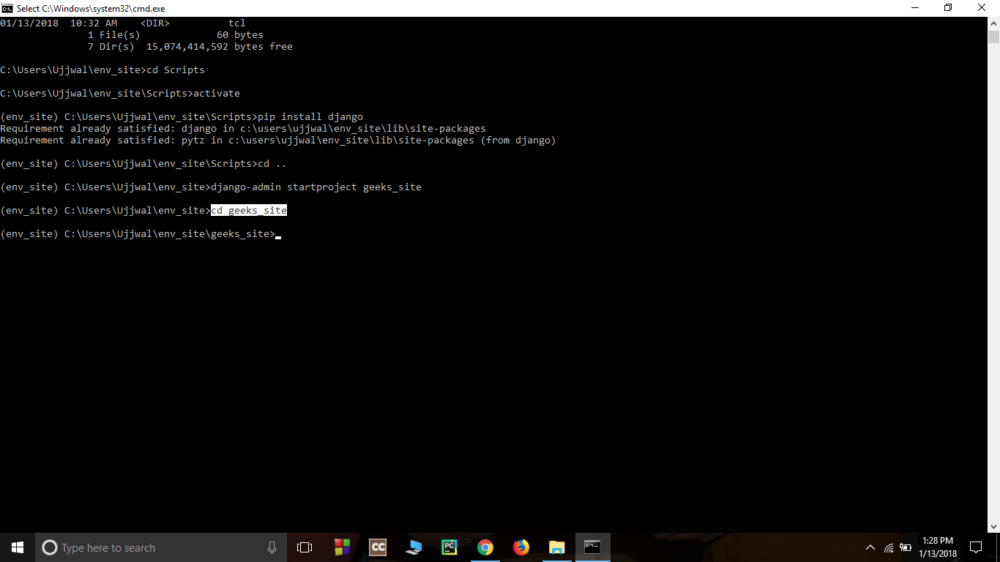 Select C:\Windows\system32\cmd.exe
01/13/2018  10:32 AM    <DIR>          tcl
               1 File(s)             60 bytes
               7 Dir(s)  15,074,414,592 bytes free
C:\Users\Ujjwal\env_site>cd Scripts
C:\Users\Ujjwal\env_site\Scripts>activate
(env_site) C:\Users\Ujjwal\env_site\Scripts>pip install django
Requirement already satisfied: django in c:\users\ujjwal\env_site\lib\site-packages
Requirement already satisfied: pytz in c:\users\ujjwal\env_site\lib\site-packages (from django)
(env_site) C:\Users\Ujjwal\env_site\Scripts>cd ..
(env_site) C:\Users\Ujjwal\env_site>django-admin startproject geeks_site
(env_site) C:\Users\Ujjwal\env_site>cd geeks_site
(env_site) C:\Users\Ujjwal\env_site\geeks_site>
Type here to search
CC
PC
1:28 PM
1/13/2018